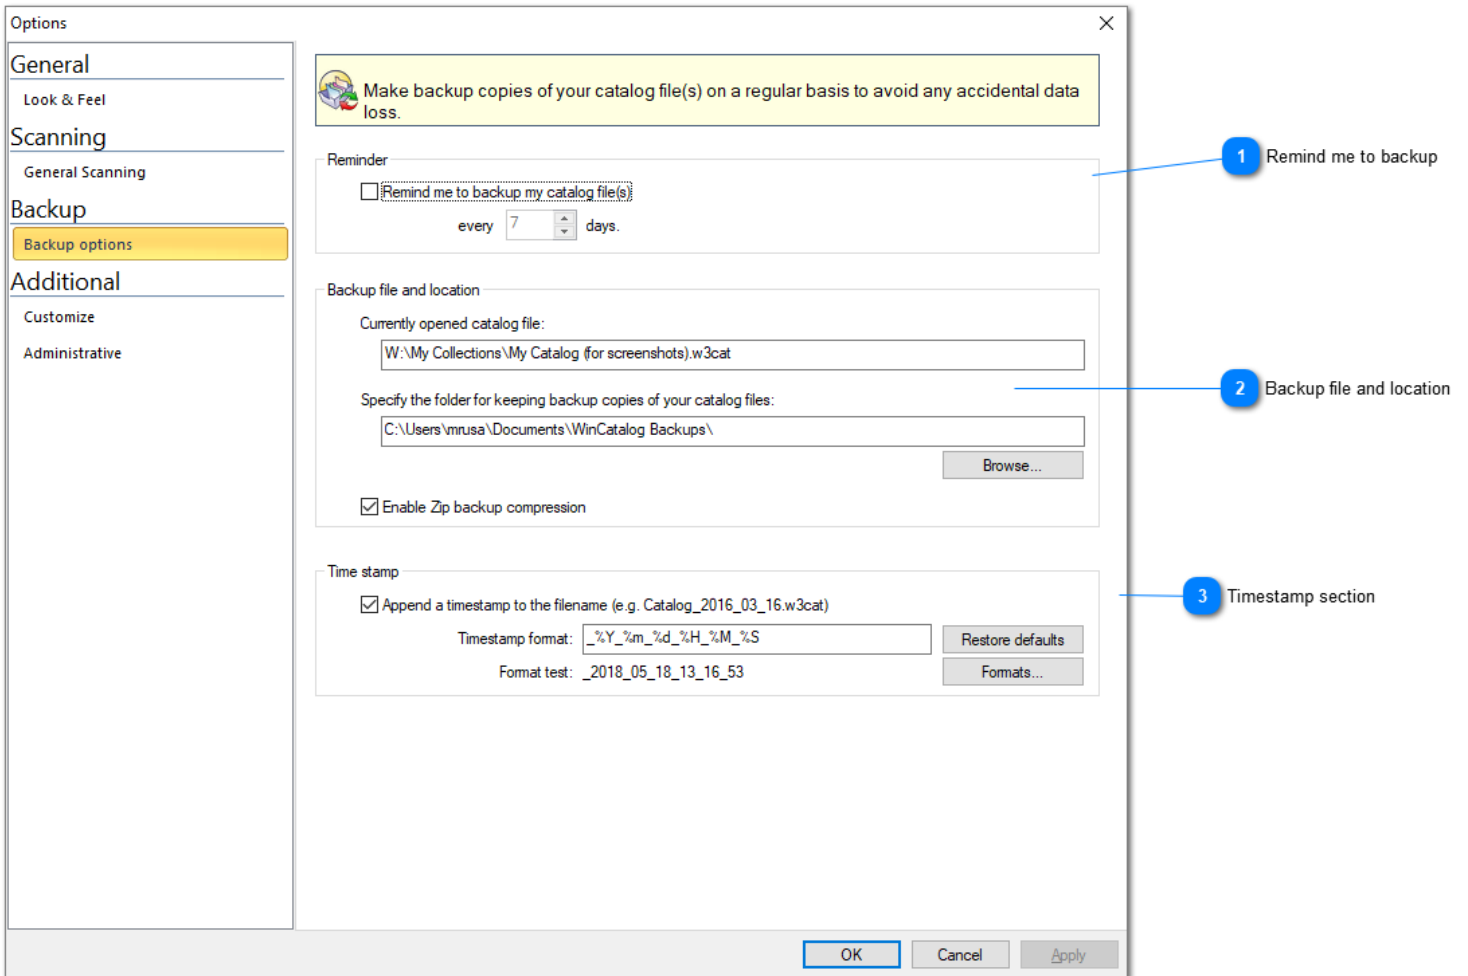 Options
General
Look & Feel
Scanning
General Scanning
Backup
Backup options
Additional
Customize
Administrative
Make backup copies of your catalog file(s) on a regular basis to avoid any accidental data
loss.
Reminder
Remind me to backup my catalog file(s)
every 7 days.
Backup file and location
Currently opened catalog file:
W:\My Collections\My Catalog (for screenshots).w3cat
Specify the folder for keeping backup copies of your catalog files:
C:\Users\mrusa\Documents\WinCatalog Backups\
Browse...
Enable Zip backup compression
Time stamp
Append a timestamp to the filename (e.g. Catalog_2016_03_16.w3cat)
Timestamp format: _%Y_%m_%d_%H_%M_%S Restore defaults
Format test: _2018_05_18_13_16_53 Formats...
OK Cancel Apply
1 Remind me to backup
2 Backup file and location
3 Timestamp section